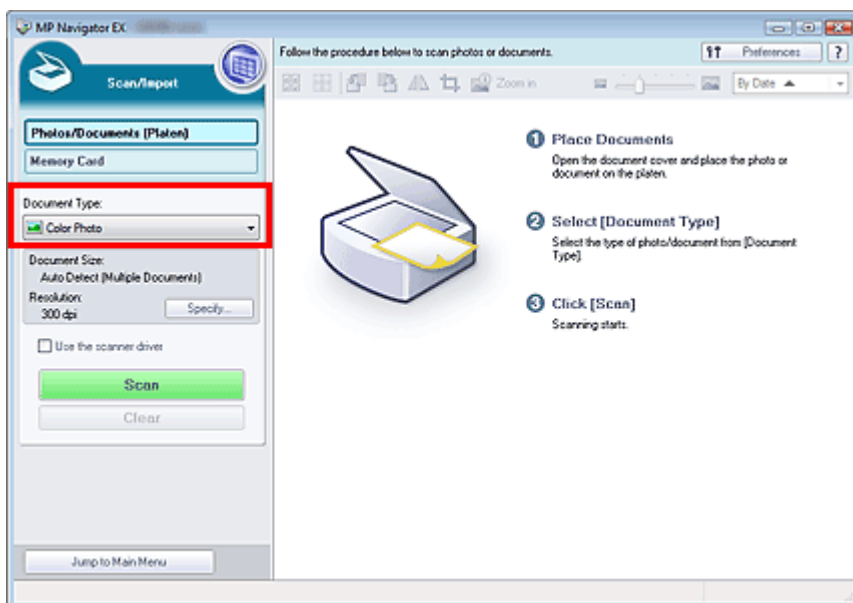 MP Navigator EX
Scan/Import
Photos/Documents (Platen)
Memory Card
Document Type:
Color Photo
Document Size:
Auto Detect (Multiple Documents)
Resolution:
300 dpi
Specify...
Use the scanner driver
Scan
Clear
Jump to Main Menu
Follow the procedure below to scan photos or documents.
Preferences
?
Zoom in
By Date
1 Place Documents
Open the document cover and place the photo or
document on the platen.
2 Select [Document Type]
Select the type of photo/document from [Document
Type].
3 Click [Scan]
Scanning starts.